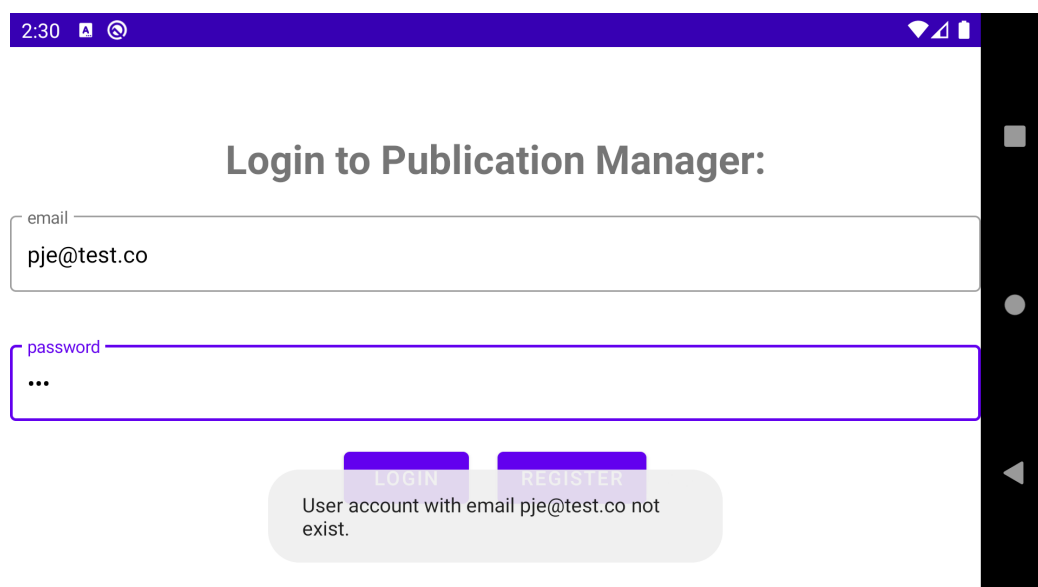 2:30
Login to Publication Manager:
email
pje@test.co
password
LOGIN REGISTER
User account with email pje@test.co not
exist.